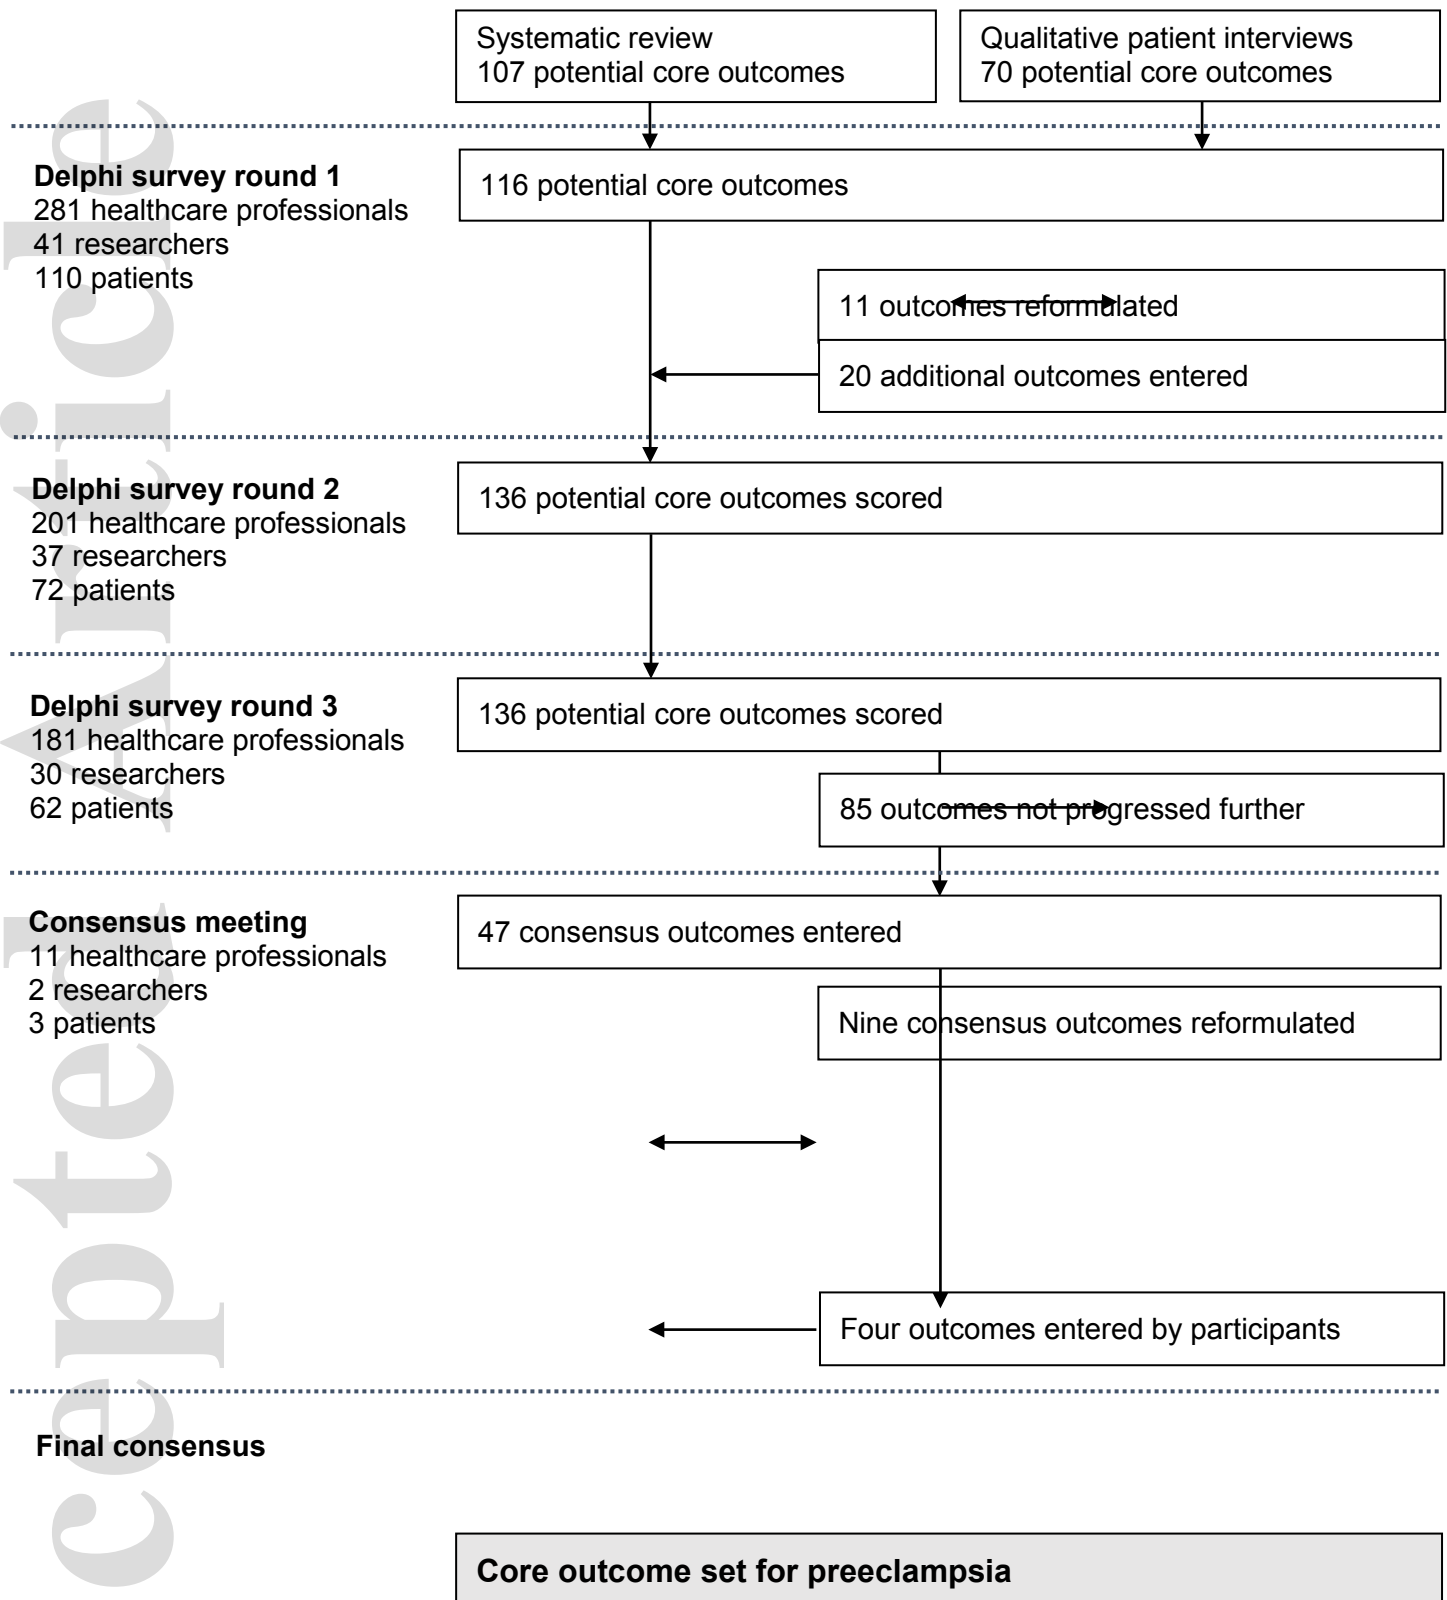 Systematic review
107 potential core outcomes
Qualitative patient interviews
70 potential core outcomes
Delphi survey round 1
281 healthcare professionals
41 researchers
110 patients
116 potential core outcomes
11 outcomes reformulated
20 additional outcomes entered
Delphi survey round 2
201 healthcare professionals
37 researchers
72 patients
136 potential core outcomes scored
Delphi survey round 3
181 healthcare professionals
30 researchers
62 patients
136 potential core outcomes scored
85 outcomes not progressed further
Consensus meeting
11 healthcare professionals
2 researchers
3 patients
47 consensus outcomes entered
Nine consensus outcomes reformulated
Four outcomes entered by participants
Final consensus
Core outcome set for preeclampsia
cepted Article